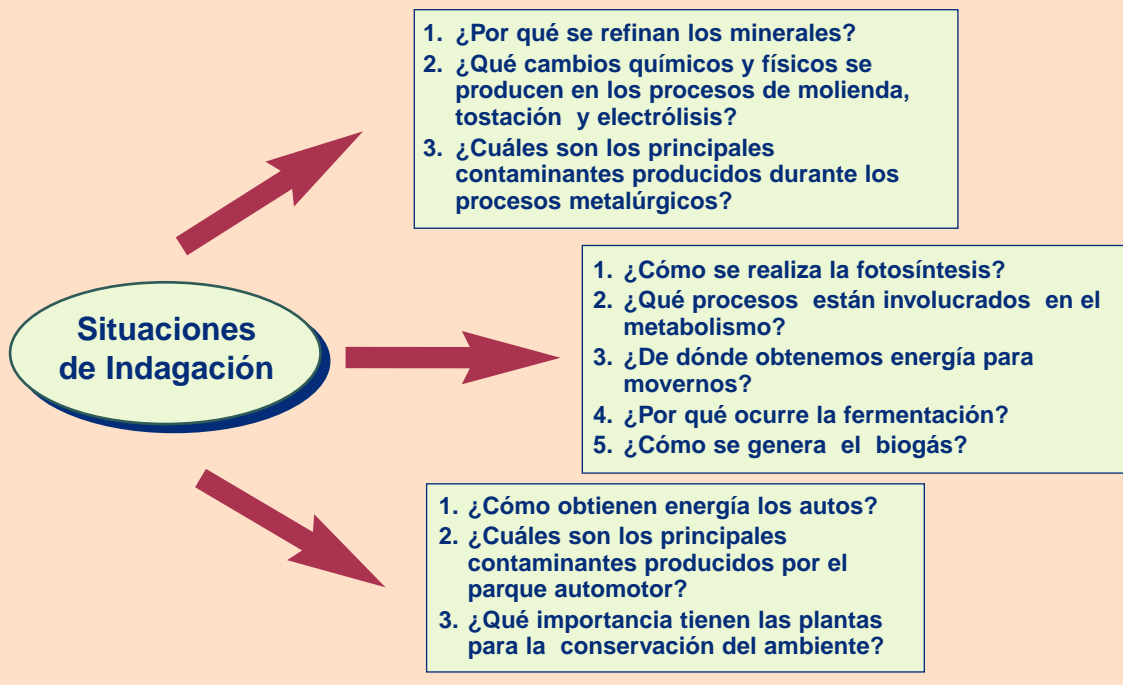 1. ¿Por qué se refinan los minerales?
2. ¿Qué cambios químicos y físicos se
producen en los procesos de molienda,
tostación y electrólisis?
3. ¿Cuáles son los principales
contaminantes producidos durante los
procesos metalúrgicos?
Situaciones
de Indagación
1. ¿Cómo se realiza la fotosíntesis?
2. ¿Qué procesos están involucrados en el
metabolismo?
3. ¿De dónde obtenemos energía para
movernos?
4. ¿Por qué ocurre la fermentación?
5. ¿Cómo se genera el biogás?
1. ¿Cómo obtienen energía los autos?
2. ¿Cuáles son los principales
contaminantes producidos por el
parque automotor?
3. ¿Qué importancia tienen las plantas
para la conservación del ambiente?